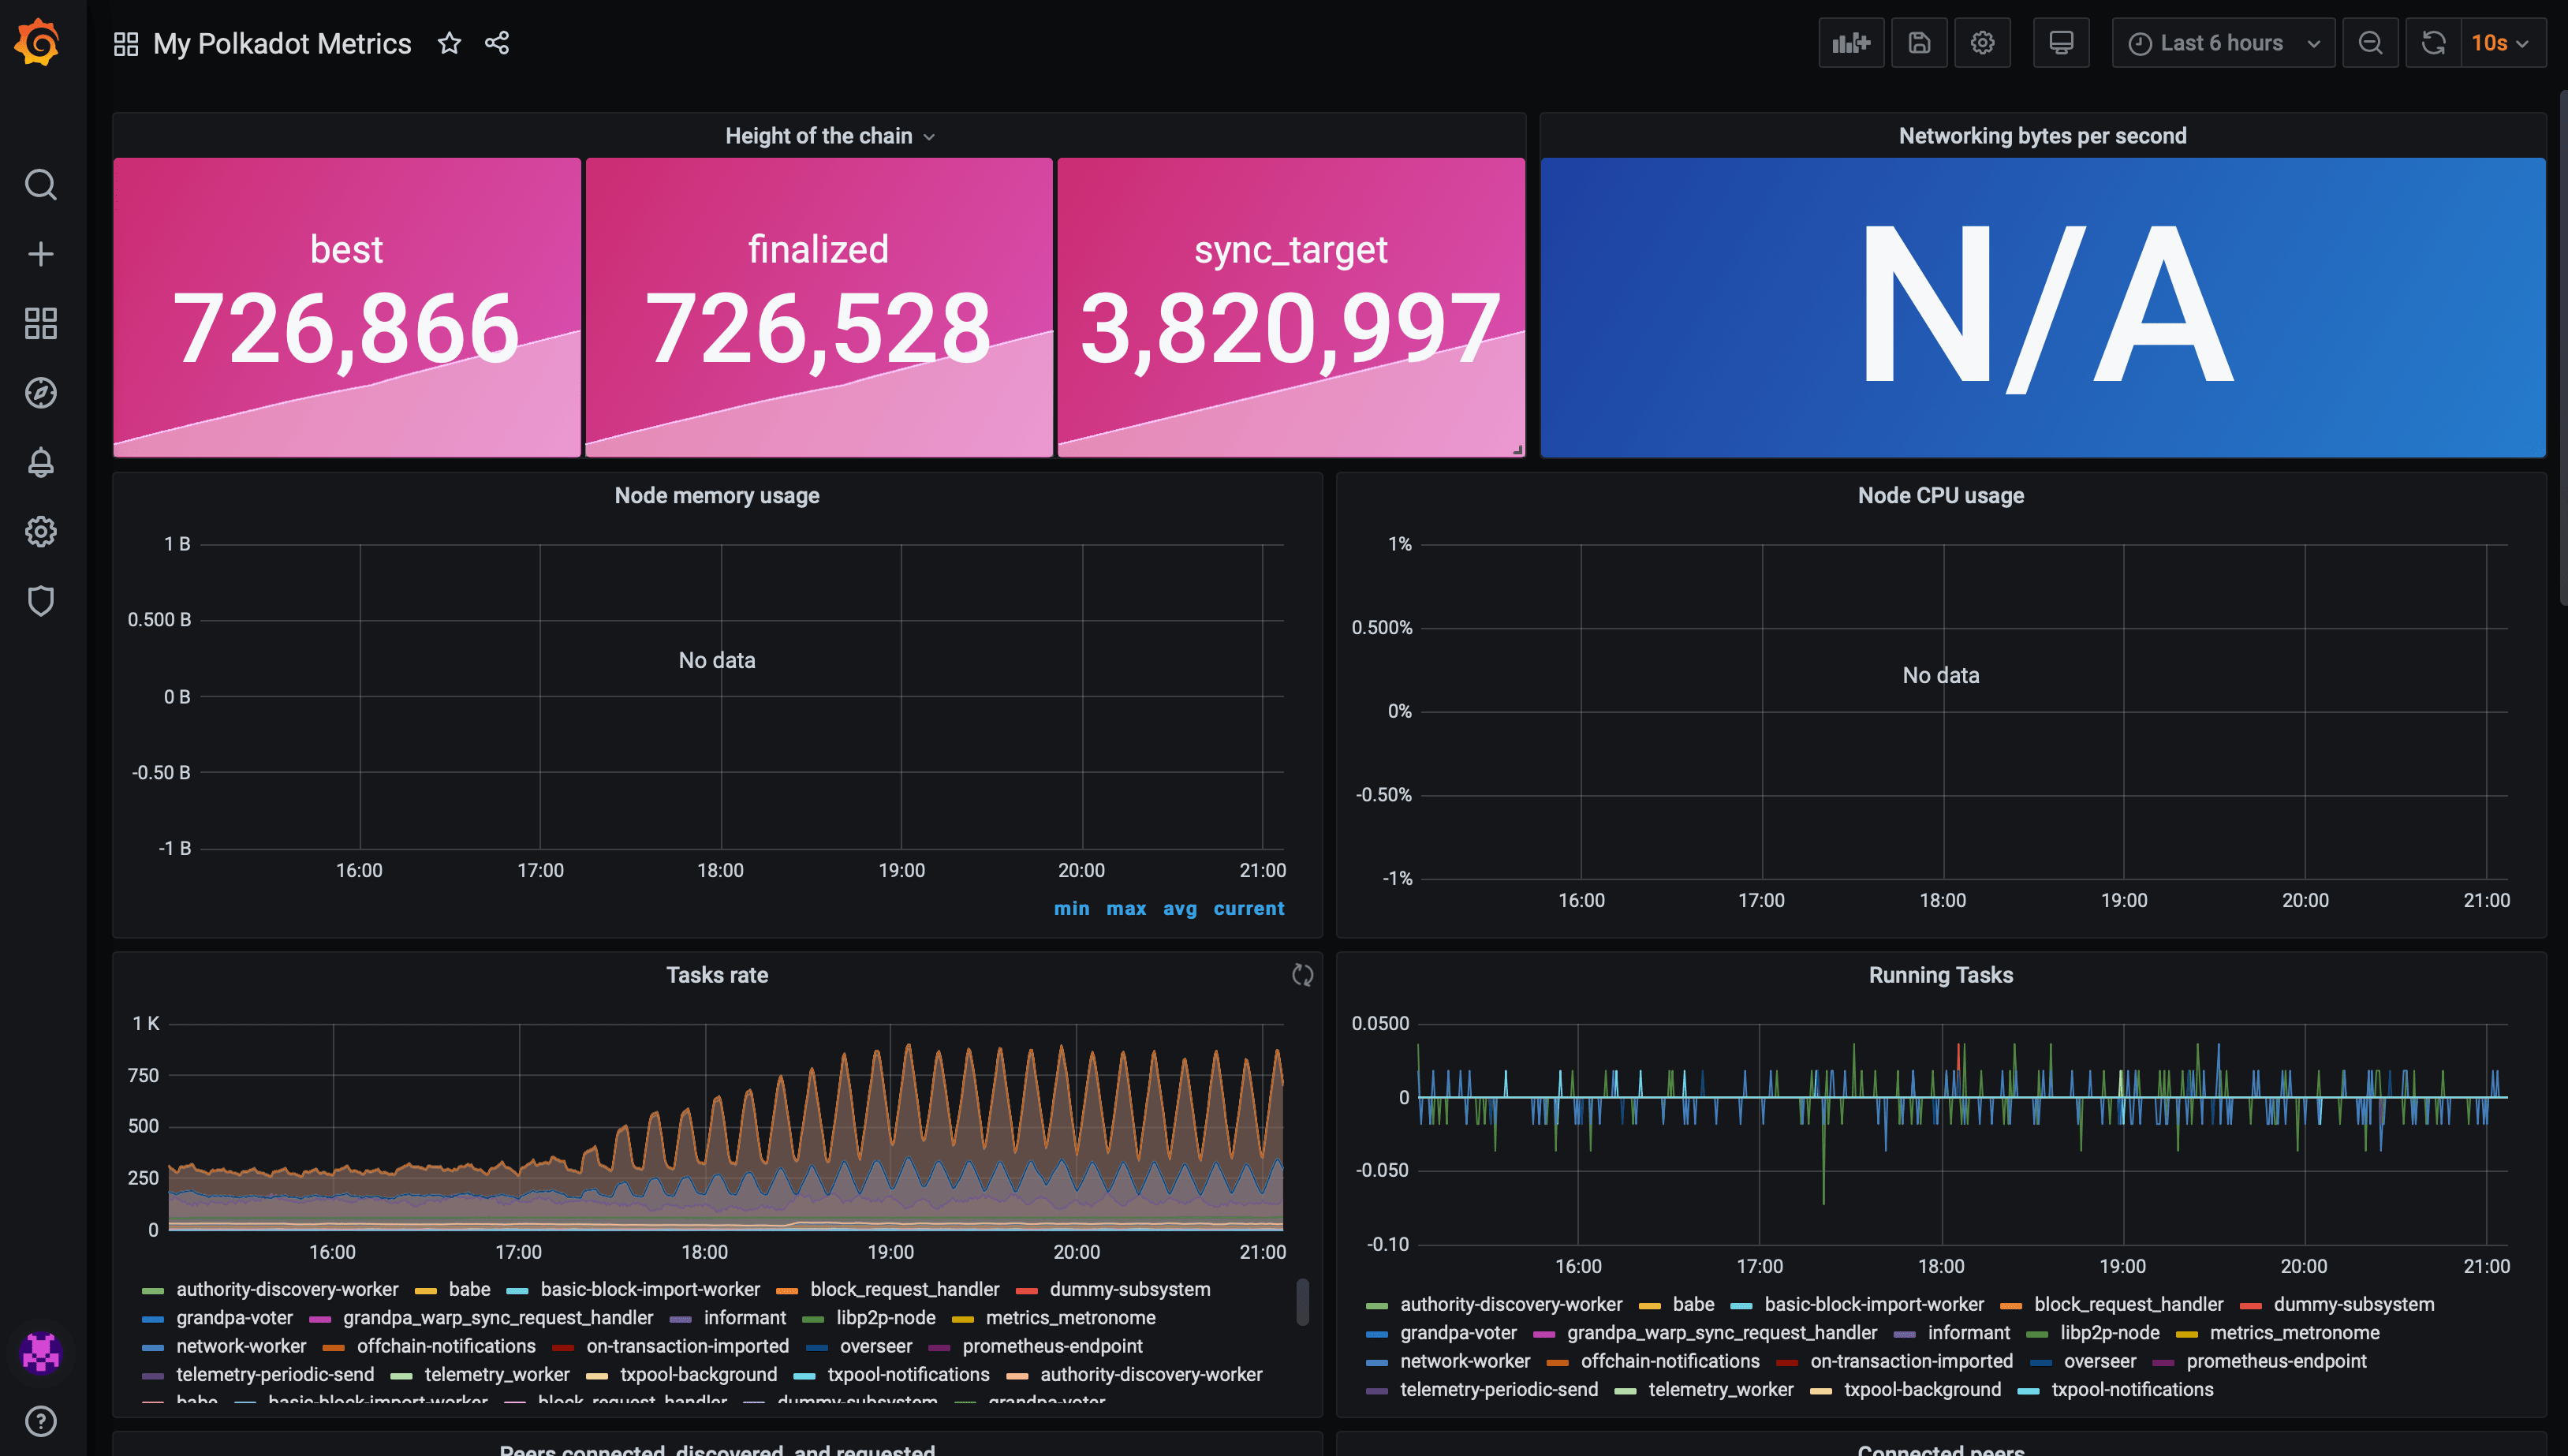 My Polkadot Metrics
Last 6 hours
10s
Height of the chain
Networking bytes per second
best
726,866
finalized
726,528
sync_target
3,820,997
N/A
Node memory usage
1 B
0.500 B
0 B
-0.50 B
-1 B
No data
16:00 17:00 18:00 19:00 20:00 21:00
min max avg current
Node CPU usage
1%
0.500%
0%
-0.50%
-1%
No data
16:00 17:00 18:00 19:00 20:00 21:00
Tasks rate
1 K
750
500
250
0
16:00 17:00 18:00 19:00 20:00 21:00
authority-discovery-worker babe basic-block-import-worker block_request_handler dummy-subsystem
grandpa-voter grandpa_warp_sync_request_handler informant libp2p-node metrics_metronome
network-worker offchain-notifications on-transaction-imported overseer prometheus-endpoint
telemetry-periodic-send telemetry_worker txpool-background txpool-notifications authority-discovery-worker
babe basic-block-import-worker block_request_handler dummy-subsystem grandpa-voter
Running Tasks
0.0500
0
-0.050
-0.10
16:00 17:00 18:00 19:00 20:00 21:00
authority-discovery-worker babe basic-block-import-worker block_request_handler dummy-subsystem
grandpa-voter grandpa_warp_sync_request_handler informant libp2p-node metrics_metronome
network-worker offchain-notifications on-transaction-imported overseer prometheus-endpoint
telemetry-periodic-send telemetry_worker txpool-background txpool-notifications
Peers connected, discovered, and requested
Connected peers